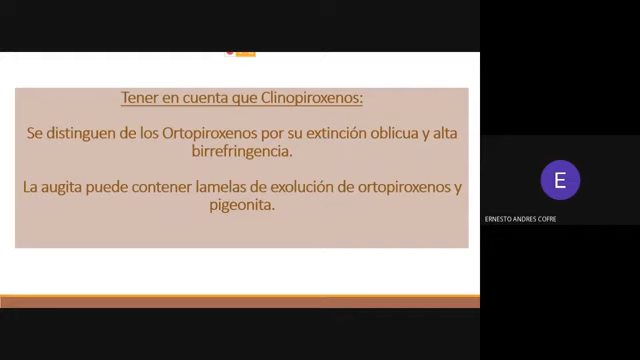 Tener en cuenta que Clinopiroxenos:
Se distinguen de los Ortopiroxenos por su extinción oblicua y alta
birrefringencia.
La augita puede contener lamelas de exolución de ortopiroxenos y
pigeonita.
E
ERNESTO ANDRES COFRE